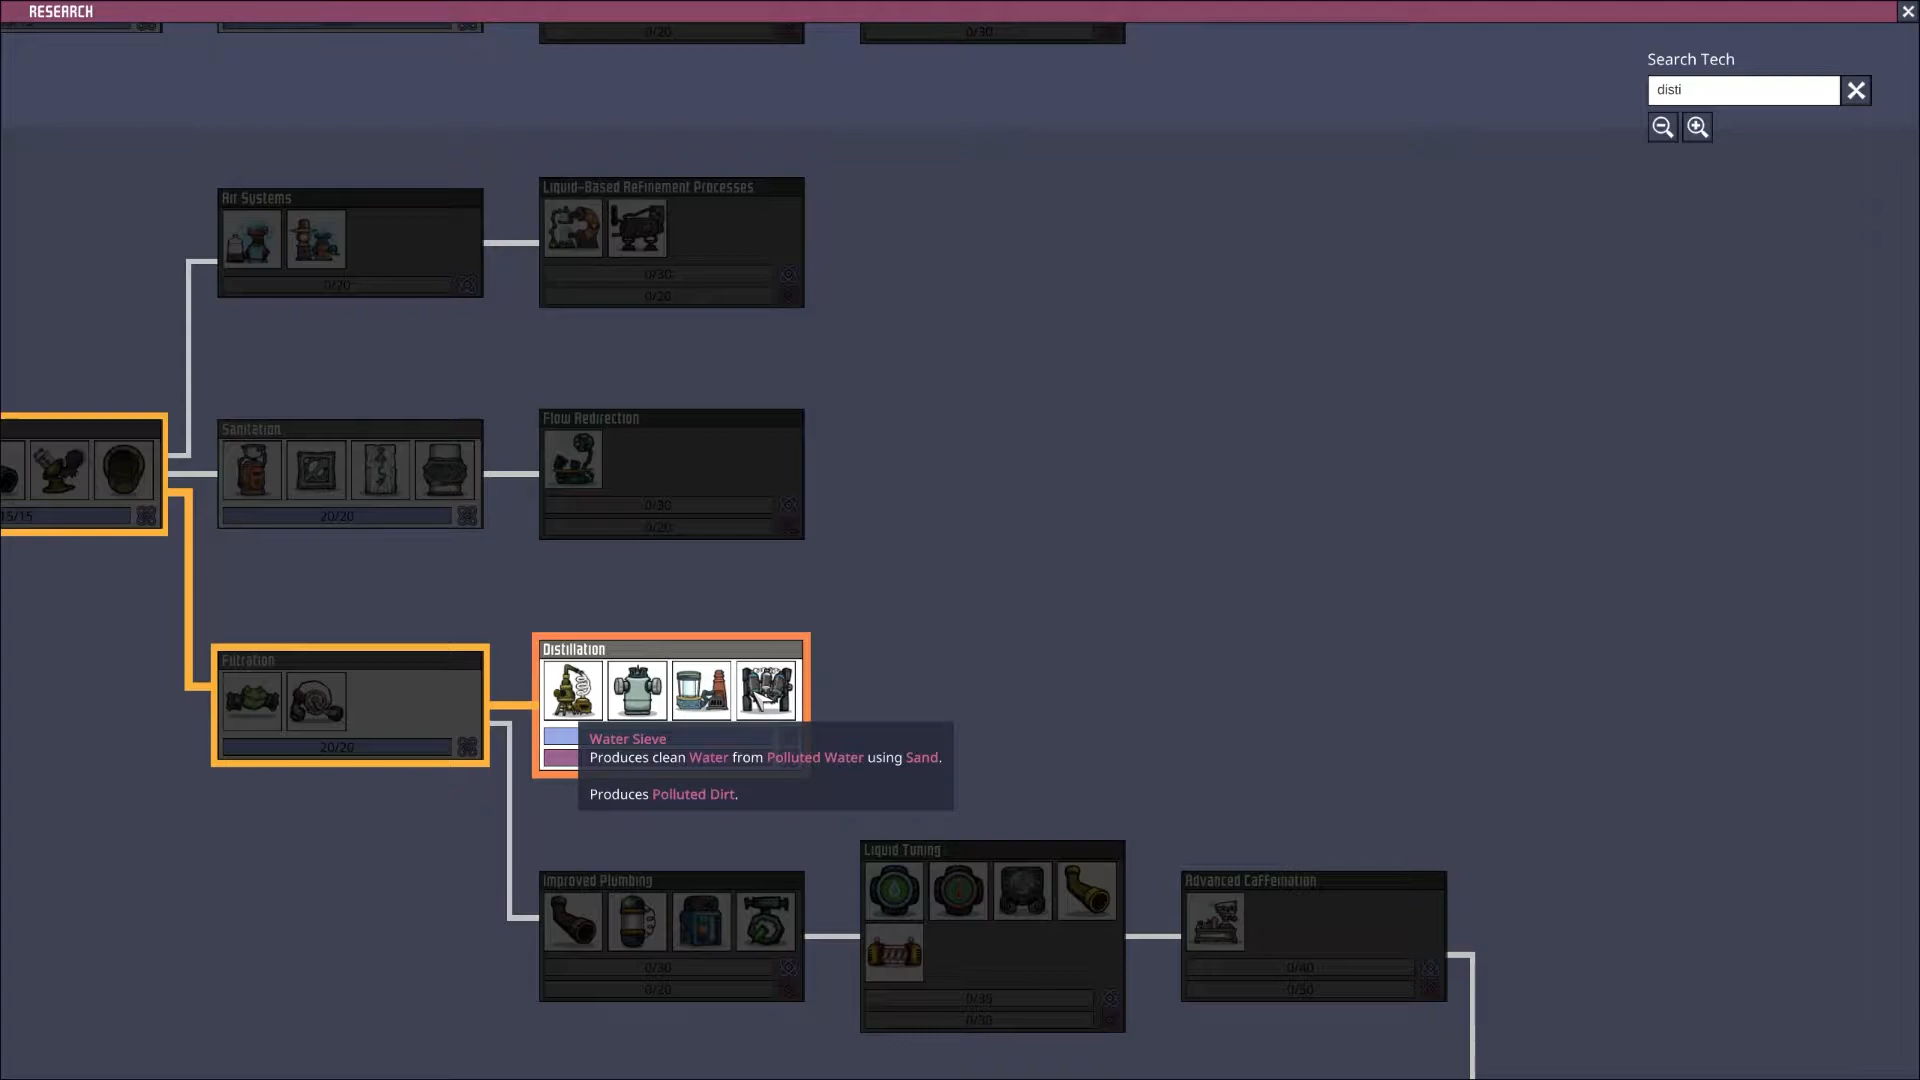 RESEARCH
0/20
0/30
Search Tech
disti
Air Systems
0/20
Liquid-Based Refinement Processes
0/30
0/20
15/15
Sanitation
20/20
Flow Redirection
0/30
0/20
Filtration
20/20
Distillation
Water Sieve
Produces clean Water from Polluted Water using Sand.
Produces Polluted Dirt.
Improved Plumbing
0/30
0/20
Liquid Tuning
Advanced Caffeination
0/40
0/50